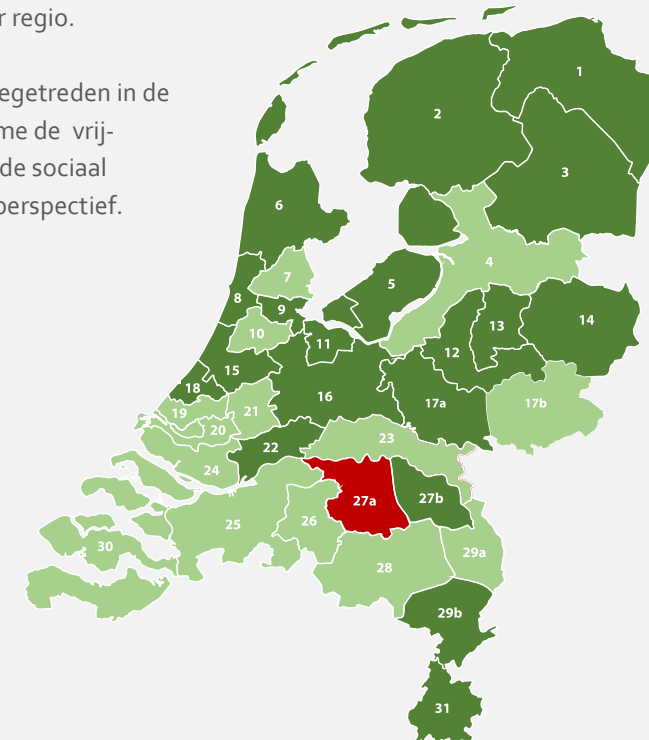 r regio.
egetreden in de
me de vrij-
de sociaal
perspectief.
1
2
3
6
4
7
5
8
9
13
14
10
11
12
15
18
16
17a
17b
19
21
20
23
22
24
27a
27b
25
26
30
29a
28
29b
31